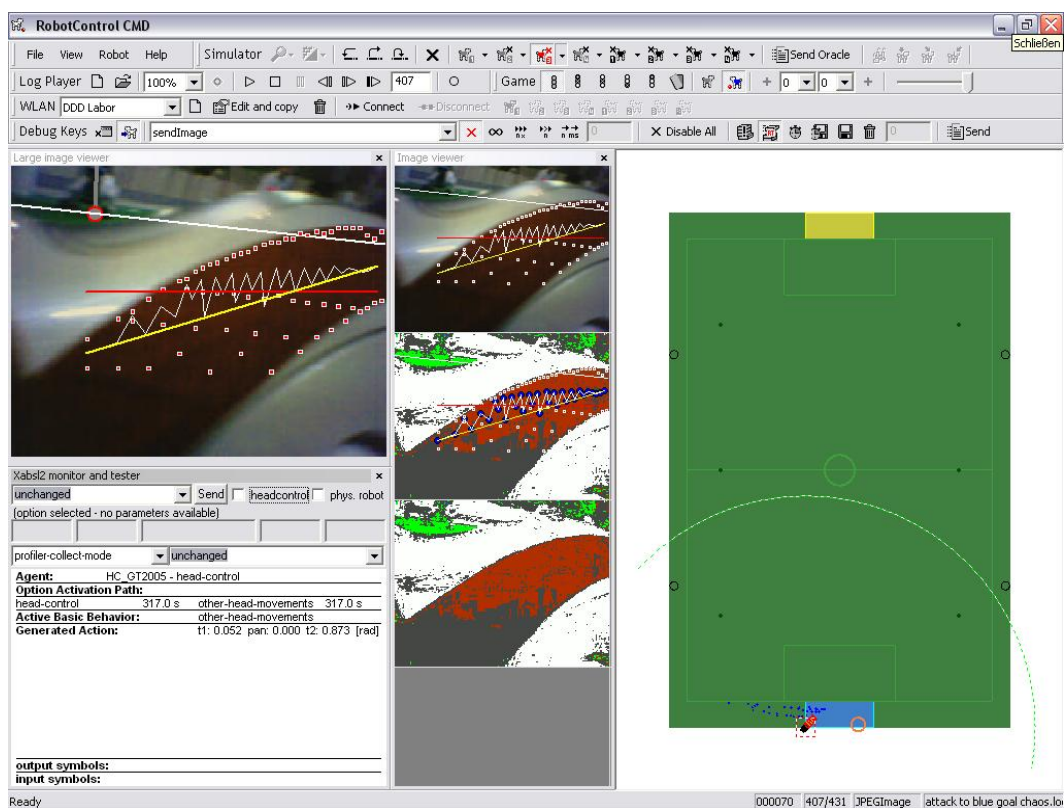 RobotControl CMD
Schließen
File View Robot Help Simulator Send Oracle
Log Player 100% 407 Game 0 0
WLAN DDD Labor Edit and copy Connect Disconnect
Debug Keys sendImage 0 Disable All 0 Send
Large image viewer x Image viewer x
Xabsl2 monitor and tester x
unchanged Send headcontrol phys. robot
(option selected - no parameters available)
profiler-collect-mode unchanged
Agent: HC_GT2005 - head-control
Option Activation Path:
head-control 317.0 s other-head-movements 317.0 s
Active Basic Behavior: other-head-movements
Generated Action: t1: 0.052 pan: 0.000 t2: 0.873 [rad]
output symbols:
input symbols:
Ready 000070 407/431 JPEGImage attack to blue goal chaos.lo